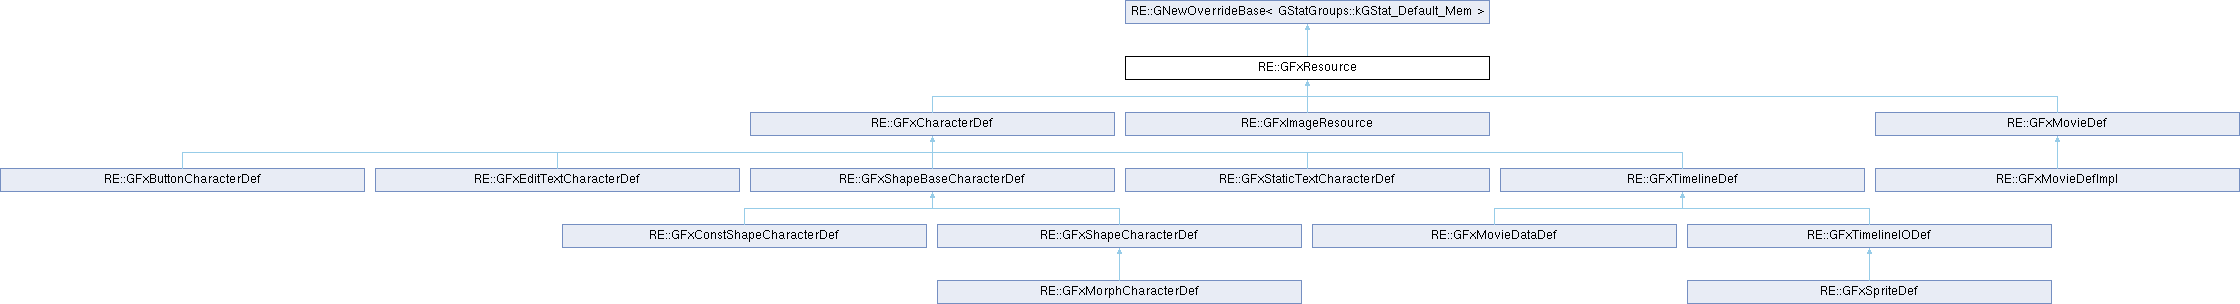 RE::GNewOverrideBase< GStatGroups::kGStat_Default_Mem >
RE::GFxResource
RE::GFxCharacterDef
RE::GFxImageResource
RE::GFxMovieDef
RE::GFxButtonCharacterDef
RE::GFxEditTextCharacterDef
RE::GFxShapeBaseCharacterDef
RE::GFxStaticTextCharacterDef
RE::GFxTimelineDef
RE::GFxMovieDefImpl
RE::GFxConstShapeCharacterDef
RE::GFxShapeCharacterDef
RE::GFxMovieDataDef
RE::GFxTimelineIODef
RE::GFxMorphCharacterDef
RE::GFxSpriteDef